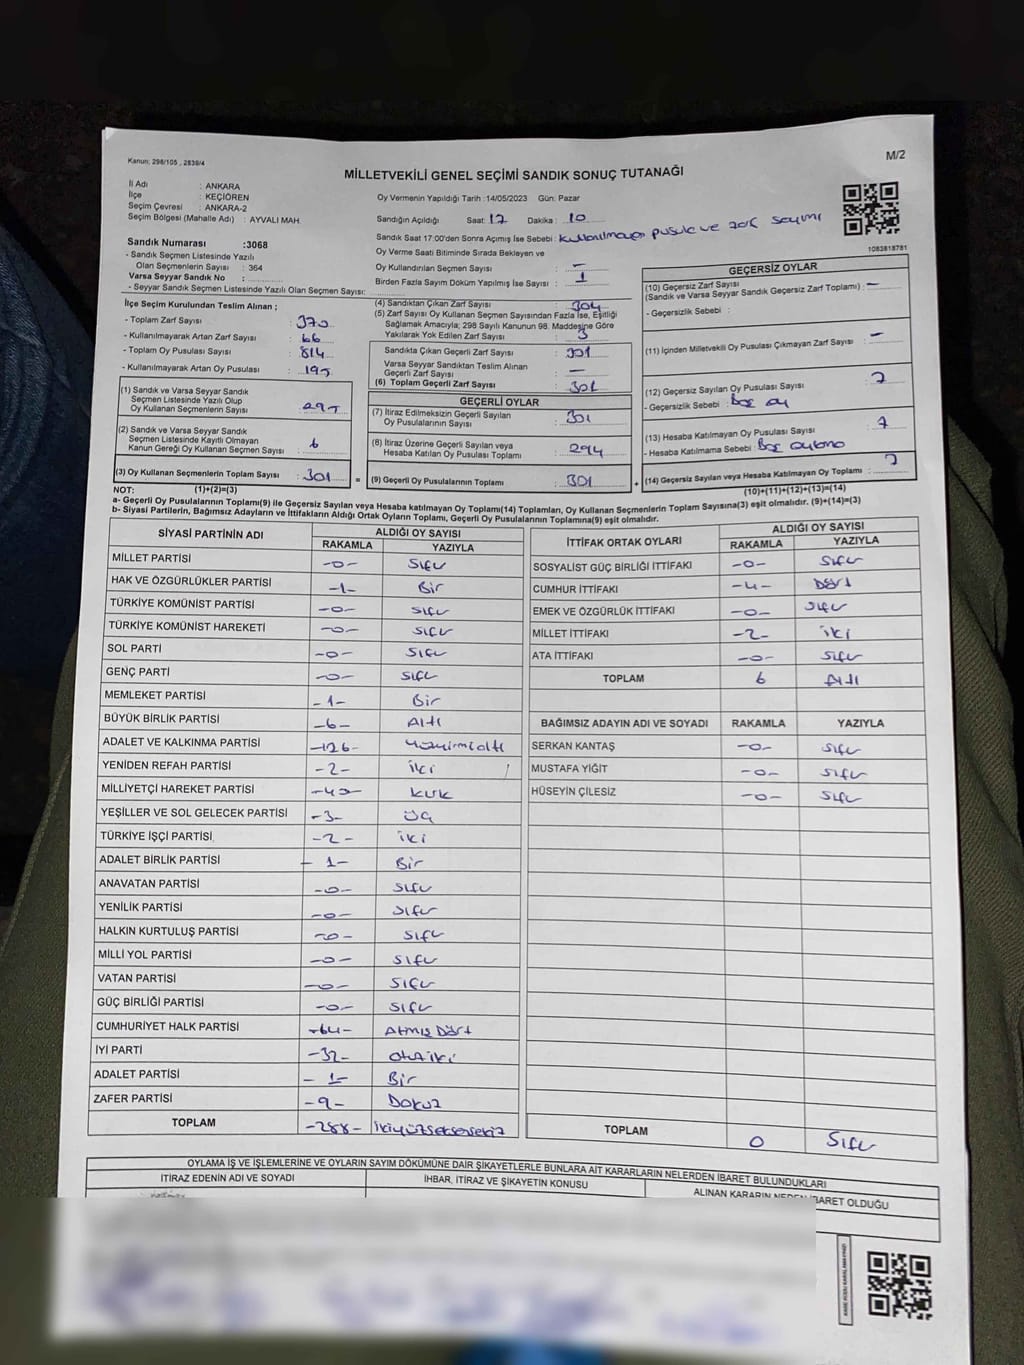 Kanun: 298/105 , 2839/4
M/2
MİLLETVEKİLİ GENEL SEÇİMİ SANDIK SONUÇ TUTANAĞI
İl Adı : ANKARA
İlçe : KEÇİÖREN
Seçim Çevresi : ANKARA-2
Seçim Bölgesi (Mahalle Adı) : AYVALI MAH.
Oy Vermenin Yapıldığı Tarih :14/05/2023 Gün: Pazar
Sandığın Açıldığı Saat: 17 Dakika : 10
Sandık Saat 17:00'den Sonra Açılmış İse Sebebi : kullanılmayan pusula ve zarf sayımı
1083818781
Sandık Numarası :3068
- Sandık Seçmen Listesinde Yazılı
Olan Seçmenlerin Sayısı : 364
Varsa Seyyar Sandık No :
- Seyyar Sandık Seçmen Listesinde Yazılı Olan Seçmen Sayısı:
Oy Verme Saati Bitiminde Sırada Bekleyen ve
Oy Kullandırılan Seçmen Sayısı : —
Birden Fazla Sayım Döküm Yapılmış İse Sayısı : 1
İlçe Seçim Kurulundan Teslim Alınan ;
- Toplam Zarf Sayısı : 370
- Kullanılmayarak Artan Zarf Sayısı : 66
- Toplam Oy Pusulası Sayısı : 814
- Kullanılmayarak Artan Oy Pusulası : 195
(1) Sandık ve Varsa Seyyar Sandık
Seçmen Listesinde Yazılı Olup
Oy Kullanan Seçmenlerin Sayısı : 295
(2) Sandık ve Varsa Seyyar Sandık
Seçmen Listesinde Kayıtlı Olmayan
Kanun Gereği Oy Kullanan Seçmenlerin Sayısı : 6
(3) Oy Kullanan Seçmenlerin Toplam Sayısı : 301
(4) Sandıktan Çıkan Zarf Sayısı : 304
(5) Zarf Sayısı Oy Kullanan Seçmen Sayısından Fazla İse, Eşitliği
Sağlamak Amacıyla; 298 Sayılı Kanunun 98. Maddesine Göre
Yakılarak Yok Edilen Zarf Sayısı : 3
Sandıkta Çıkan Geçerli Zarf Sayısı : 301
Varsa Seyyar Sandıktan Teslim Alınan
Geçerli Zarf Sayısı : —
(6) Toplam Geçerli Zarf Sayısı : 301
GEÇERLİ OYLAR
(7) İtiraz Edilmeksizin Geçerli Sayılan
Oy Pusulalarının Sayısı : 301
(8) İtiraz Üzerine Geçerli Sayılan veya
Hesaba Katılan Oy Pusulası Toplamı : 294
= (9) Geçerli Oy Pusulalarının Toplamı : 301
GEÇERSİZ OYLAR
(10) Geçersiz Zarf Sayısı
(Sandık ve Varsa Seyyar Sandık Geçersiz Zarf Toplamı) : —
- Geçersizlik Sebebi :
(11) İçinden Milletvekili Oy Pusulası Çıkmayan Zarf Sayısı : —
(12) Geçersiz Sayılan Oy Pusulası Sayısı : 7
- Geçersizlik Sebebi : Boş oy
(13) Hesaba Katılmayan Oy Pusulası Sayısı : 7
- Hesaba Katılmama Sebebi : Boş
+ (14) Geçersiz Sayılan veya Hesaba Katılmayan Oy Toplamı : 7
NOT: (1)+(2)=(3) (10)+(11)+(12)+(13)=(14)
a- Geçerli Oy Pusulalarının Toplamı(9) ile Geçersiz Sayılan veya Hesaba Katılmayan Oy Toplamı(14) Toplamları, Oy Kullanan Seçmenlerin Toplam Sayısına(3) eşit olmalıdır. (9)+(14)=(3)
b- Siyasi Partilerin, Bağımsız Adayların ve İttifakların Aldığı Ortak Oyların Toplamı, Geçerli Oy Pusulalarının Toplamına(9) eşit olmalıdır.
SİYASİ PARTİNİN ADI ALDIĞI OY SAYISI
RAKAMLA YAZIYLA
MİLLET PARTİSİ -0- Sıfır
HAK VE ÖZGÜRLÜKLER PARTİSİ -1- Bir
TÜRKİYE KOMÜNİST PARTİSİ -0- Sıfır
TÜRKİYE KOMÜNİST HAREKETİ -0- Sıfır
SOL PARTİ -0- Sıfır
GENÇ PARTİ -0- Sıfır
MEMLEKET PARTİSİ -1- Bir
BÜYÜK BİRLİK PARTİSİ -6- Altı
ADALET VE KALKINMA PARTİSİ -126- Yüzyirmialtı
YENİDEN REFAH PARTİSİ -2- İki
MİLLİYETÇİ HAREKET PARTİSİ -40- kırk
YEŞİLLER VE SOL GELECEK PARTİSİ -3- Üç
TÜRKİYE İŞÇİ PARTİSİ -2- İki
ADALET BİRLİK PARTİSİ -1- Bir
ANAVATAN PARTİSİ -0- Sıfır
YENİLİK PARTİSİ -0- Sıfır
HALKIN KURTULUŞ PARTİSİ -0- Sıfır
MİLLİ YOL PARTİSİ -0- Sıfır
VATAN PARTİSİ -0- Sıfır
GÜÇ BİRLİĞİ PARTİSİ -0- Sıfır
CUMHURİYET HALK PARTİSİ -64- Atmış Dört
İYİ PARTİ -32- Otuziki
ADALET PARTİSİ -1- Bir
ZAFER PARTİSİ -9- Dokuz
TOPLAM -288- İkiyüzseksensekiz
İTTİFAK ORTAK OYLARI ALDIĞI OY SAYISI
RAKAMLA YAZIYLA
SOSYALİST GÜÇ BİRLİĞİ İTTİFAKI -0- Sıfır
CUMHUR İTTİFAKI -4- Dört
EMEK VE ÖZGÜRLÜK İTTİFAKI -0- Sıfır
MİLLET İTTİFAKI -2- İki
ATA İTTİFAKI -0- Sıfır
TOPLAM 6 Altı
BAĞIMSIZ ADAYIN ADI VE SOYADI RAKAMLA YAZIYLA
SERKAN KANTAŞ -0- Sıfır
MUSTAFA YİĞİT -0- Sıfır
HÜSEYİN ÇİLESİZ -0- Sıfır
TOPLAM 0 Sıfır
OYLAMA İŞ VE İŞLEMLERİNE VE OYLARIN SAYIM DÖKÜMÜNE DAİR ŞİKAYETLERLE BUNLARA AİT KARARLARIN NELERDEN İBARET BULUNDUKLARI
İTİRAZ EDENİN ADI VE SOYADI İHBAR, İTİRAZ VE ŞİKAYETİN KONUSU ALINAN KARARIN NEDEN İBARET OLDUĞU